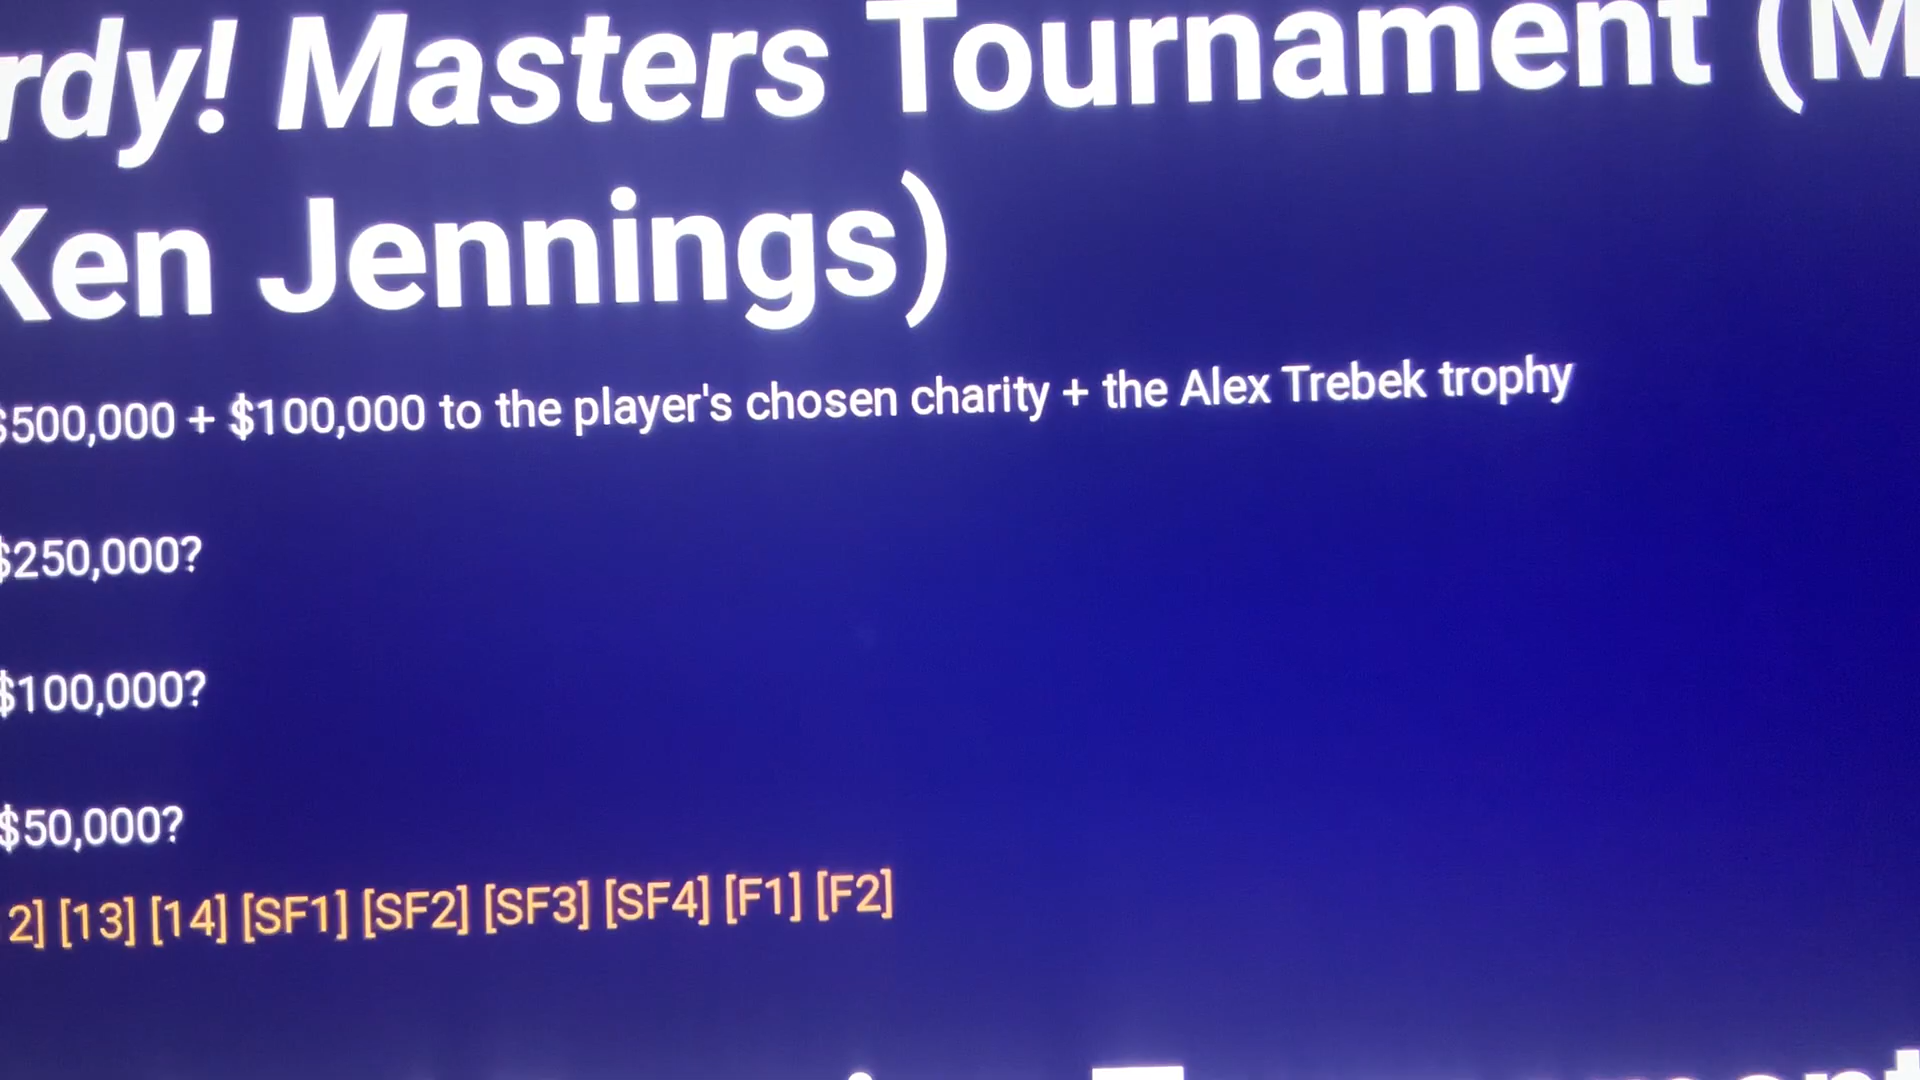 rdy! Masters Tournament (M
Ken Jennings)
$500,000 + $100,000 to the player's chosen charity + the Alex Trebek trophy
$250,000?
$100,000?
$50,000?
2] [13] [14] [SF1] [SF2] [SF3] [SF4] [F1] [F2]